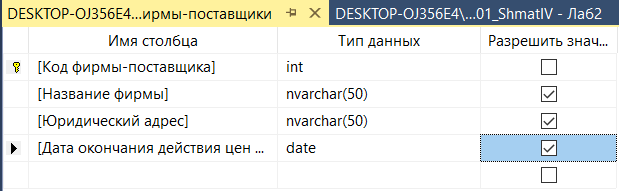 DESKTOP-OJ356E4...ирмы-поставщики DESKTOP-OJ356E4\...01_ShmatIV - Ла62
Имя столбца Тип данных Разрешить знач...
[Код фирмы-поставщика] int
[Название фирмы] nvarchar(50)
[Юридический адрес] nvarchar(50)
[Дата окончания действия цен ... date